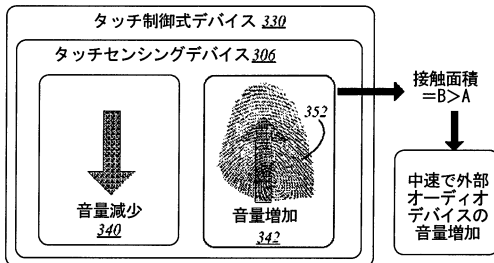 タッチ制御式デバイス 330
タッチセンシングデバイス 306
音量減少
340
352
音量増加
342
接触面積
=B>A
中速で外部
オーディオ
デバイスの
音量増加